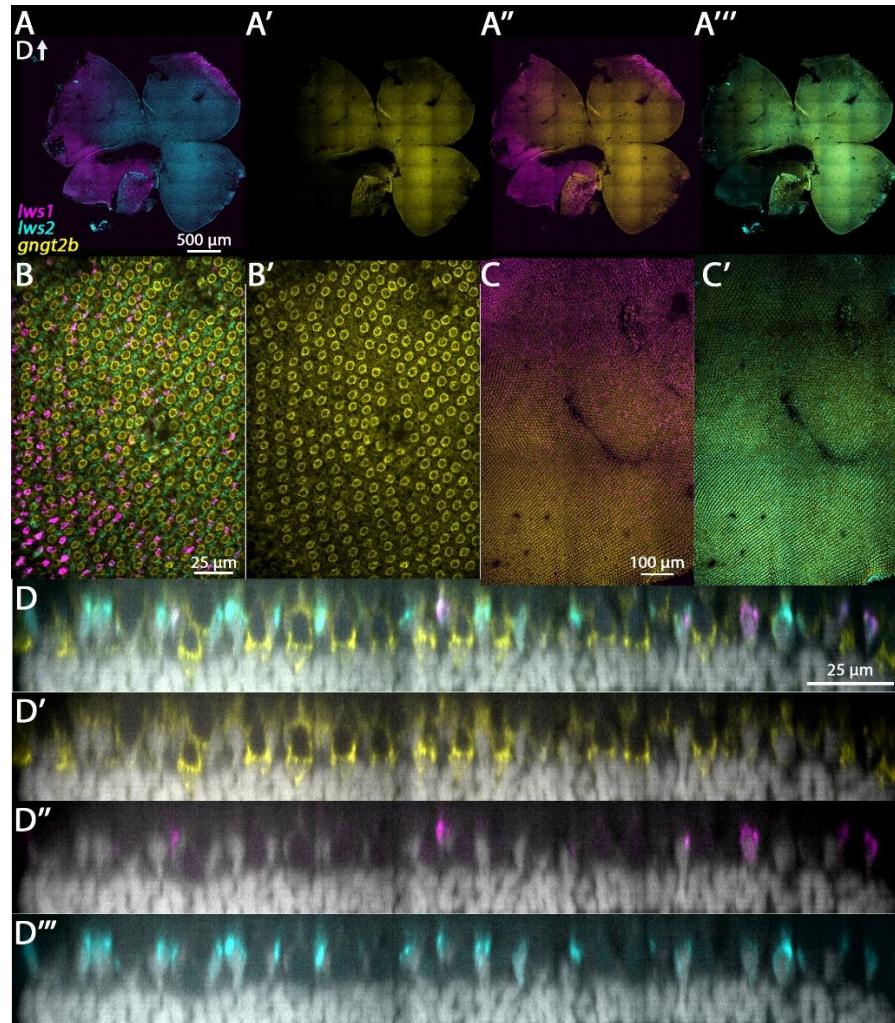 A
A'
A"
A'''
D↑
lws1
lws2
gngt2b
500 µm
B
B'
C
C'
25 µm
100 µm
D
25 µm
D'
D"
D'''